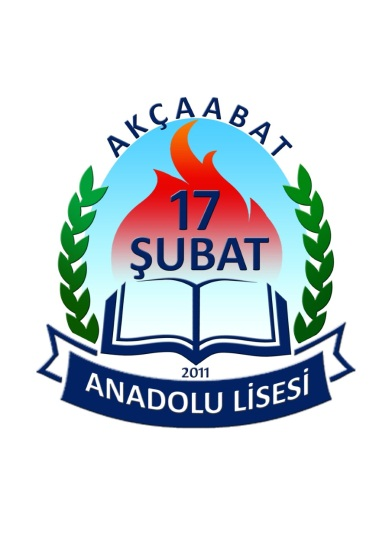 AKÇAABAT
17
ŞUBAT
2011
ANADOLU LİSESİ